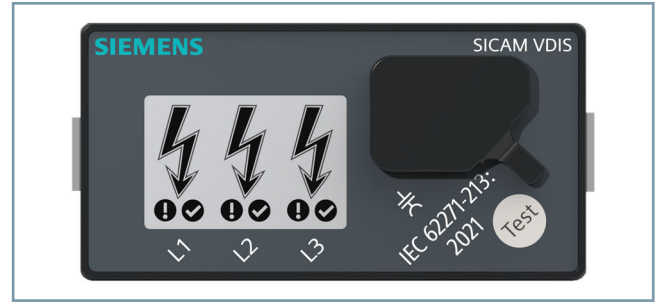 SIEMENS
SICAM VDIS
L1
L2
L3
IEC 62271-213:
2021
Test